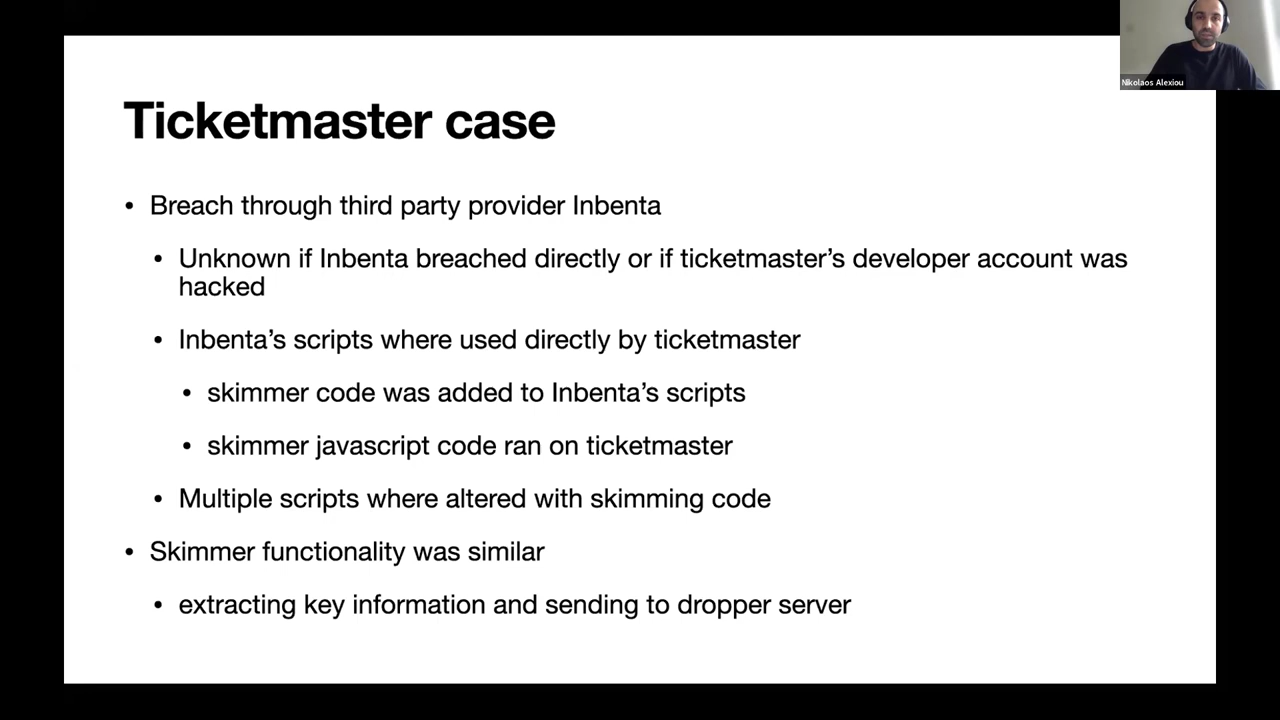 Nikolaos Alexiou
Ticketmaster case
• Breach through third party provider Inbenta
• Unknown if Inbenta breached directly or if ticketmaster’s developer account was
hacked
• Inbenta’s scripts where used directly by ticketmaster
• skimmer code was added to Inbenta’s scripts
• skimmer javascript code ran on ticketmaster
• Multiple scripts where altered with skimming code
• Skimmer functionality was similar
• extracting key information and sending to dropper server